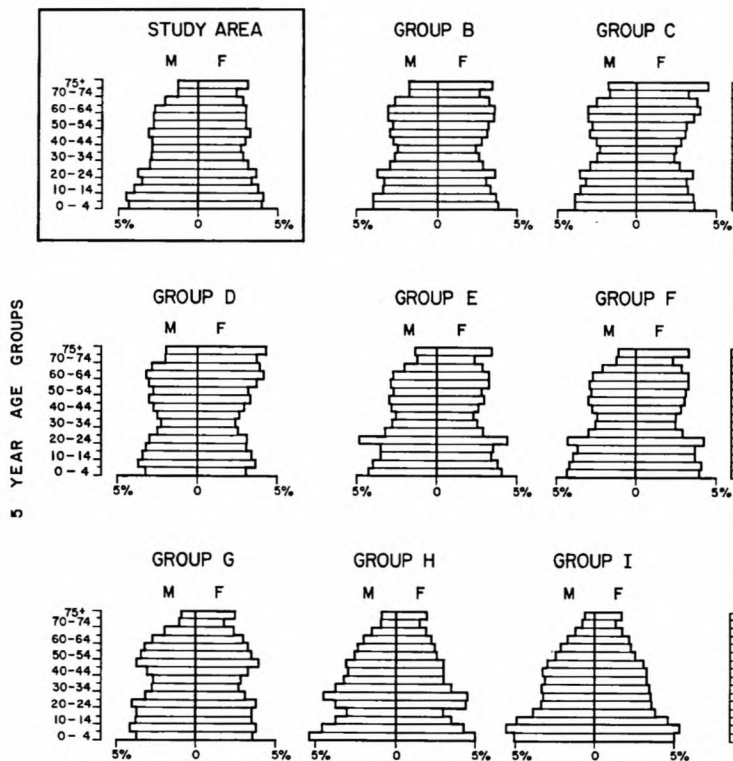 STUDY AREA
M F
75+
70-74
60-64
50-54
40-44
30-34
20-24
10-14
0-4
5% 0 5%
GROUP B
M F
5% 0 5%
GROUP C
M F
5% 0 5%
5 YEAR AGE GROUPS
GROUP D
M F
75+
70-74
60-64
50-54
40-44
30-34
20-24
10-14
0-4
5% 0 5%
GROUP E
M F
5% 0 5%
GROUP F
M F
5% 0 5%
GROUP G
M F
75+
70-74
60-64
50-54
40-44
30-34
20-24
10-14
0-4
5% 0 5%
GROUP H
M F
5% 0 5%
GROUP I
M F
5% 0 5%